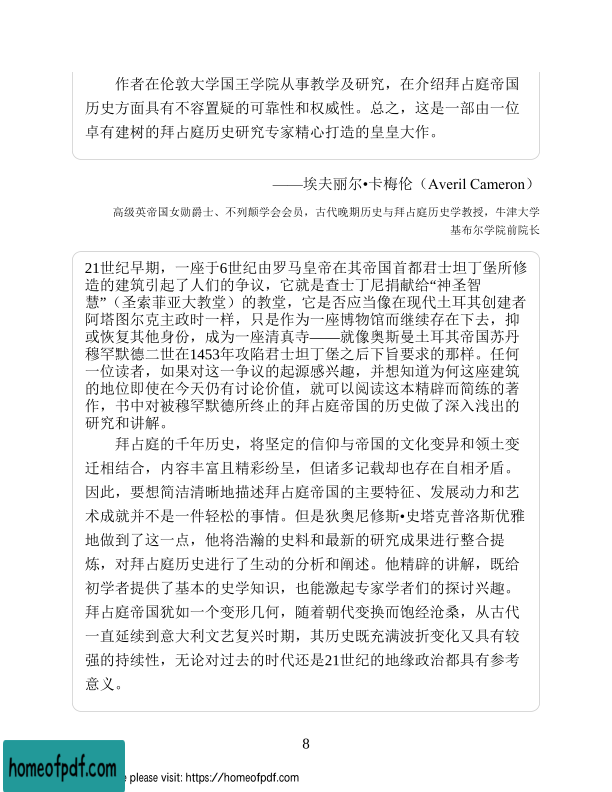 作者在伦敦大学国王学院从事教学及研究，在介绍拜占庭帝国
历史方面具有不容置疑的可靠性和权威性。总之，这是一部由一位
卓有建树的拜占庭历史研究专家精心打造的皇皇大作。
——埃夫丽尔•卡梅伦（Averil Cameron）
高级英帝国女勋爵士、不列颠学会会员，古代晚期历史与拜占庭历史学教授，牛津大学
基布尔学院前院长
21世纪早期，一座于6世纪由罗马皇帝在其帝国首都君士坦丁堡所修
造的建筑引起了人们的争议，它就是查士丁尼捐献给“神圣智
慧”（圣索菲亚大教堂）的教堂，它是否应当像在现代土耳其创建者
阿塔图尔克主政时一样，只是作为一座博物馆而继续存在下去，抑
或恢复其他身份，成为一座清真寺——就像奥斯曼土耳其帝国苏丹
穆罕默德二世在1453年攻陷君士坦丁堡之后下旨要求的那样。任何
一位读者，如果对这一争议的起源感兴趣，并想知道为何这座建筑
的地位即使在今天仍有讨论价值，就可以阅读这本精辟而简练的著
作，书中对被穆罕默德所终止的拜占庭帝国的历史做了深入浅出的
研究和讲解。
拜占庭的千年历史，将坚定的信仰与帝国的文化变异和领土变
迁相结合，内容丰富且精彩纷呈，但诸多记载却也存在自相矛盾。
因此，要想简洁清晰地描述拜占庭帝国的主要特征、发展动力和艺
术成就并不是一件轻松的事情。但是狄奥尼修斯•史塔克普洛斯优雅
地做到了这一点，他将浩瀚的史料和最新的研究成果进行整合提
炼，对拜占庭历史进行了生动的分析和阐述。他精辟的讲解，既给
初学者提供了基本的史学知识，也能激起专家学者们的探讨兴趣。
拜占庭帝国犹如一个变形几何，随着朝代变换而饱经沧桑，从古代
一直延续到意大利文艺复兴时期，其历史既充满波折变化又具有较
强的持续性，无论对过去的时代还是21世纪的地缘政治都具有参考
意义。
8
homeofpdf.com
please visit: https://homeofpdf.com